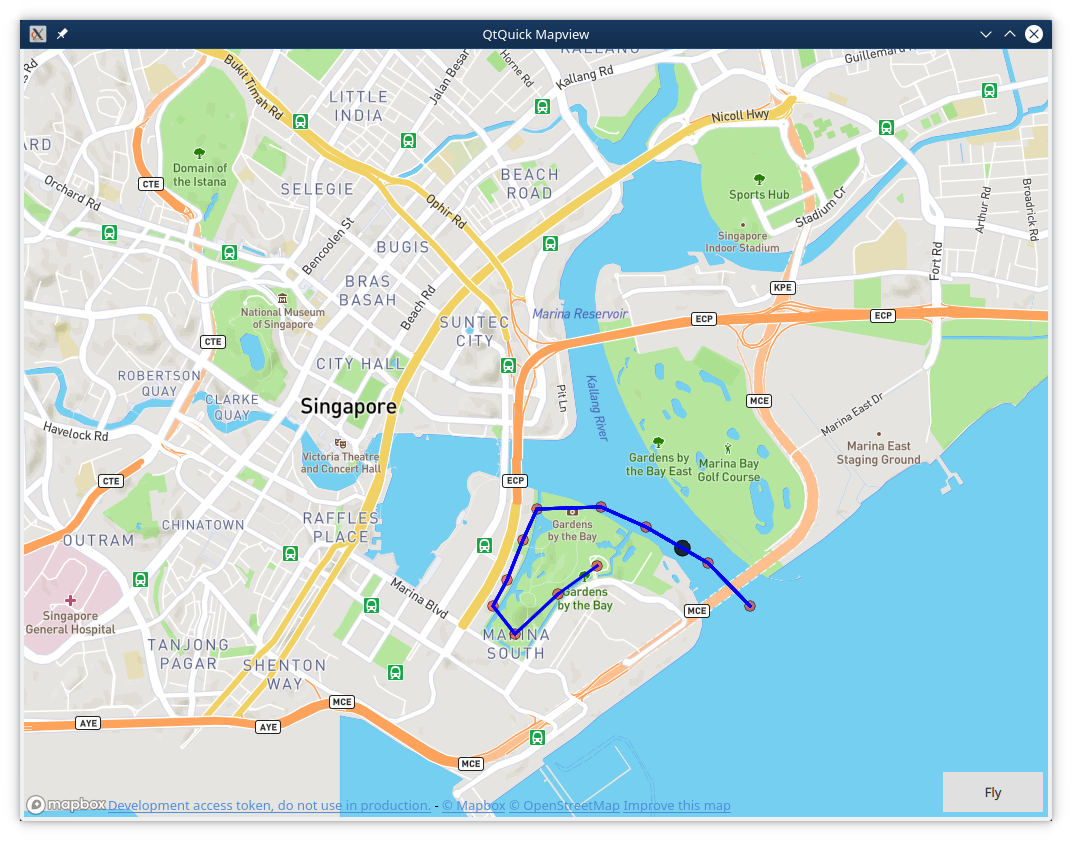 QtQuick Mapview
KALLANG
Guillemard
Bukit Timah Rd
Jalan Besar
Horne Rd
Kallang Rd
LITTLE
INDIA
Nicoll Hwy
Domain of
the Istana
CTE
Orchard Rd
SELEGIE
BEACH
ROAD
Ophir Rd
Sports Hub
Stadium Cr
Arthur Rd
Broadrick Rd
Singapore
Indoor Stadium
Bencoolen St
BUGIS
Fort Rd
BRAS
BASAH
KPE
National Museum
of Singapore
Beach Rd
SUNTEC
CITY
Marina Reservoir
ECP
ECP
CTE
CITY HALL
ROBERTSON
QUAY
CLARKE
QUAY
Singapore
Pit Ln
Kallang River
MCE
Marina East Dr
Havelock Rd
Victoria Theatre
and Concert Hall
Gardens by
the Bay East
Marina Bay
Golf Course
Marina East
Staging Ground
CTE
ECP
CHINATOWN
RAFFLES
PLACE
Gardens
by the Bay
OUTRAM
Marina Blvd
Gardens
by the Bay
MCE
Singapore
General Hospital
MARINA
SOUTH
TANJONG
PAGAR
SHENTON
WAY
MCE
AYE
AYE
MCE
Fly
mapbox Development access token, do not use in production. - © Mapbox © OpenStreetMap Improve this map